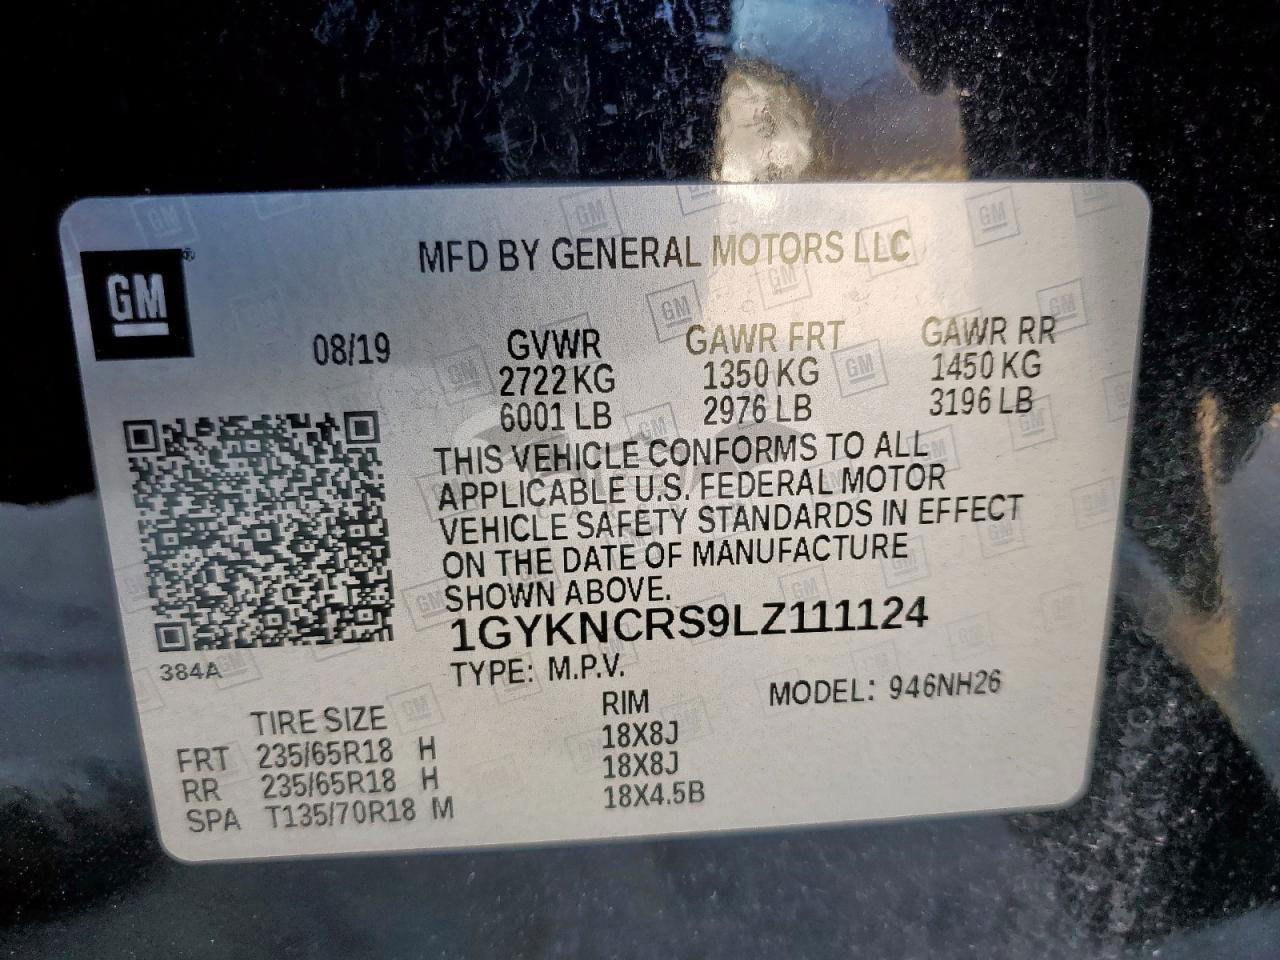 MFD BY GENERAL MOTORS LLC
GM
08/19
GVWR GAWR FRT GAWR RR
2722 KG 1350 KG 1450 KG
6001 LB 2976 LB 3196 LB
THIS VEHICLE CONFORMS TO ALL
APPLICABLE U.S. FEDERAL MOTOR
VEHICLE SAFETY STANDARDS IN EFFECT
ON THE DATE OF MANUFACTURE
SHOWN ABOVE.
1GYKNCRS9LZ111124
384A
TYPE: M.P.V.
MODEL: 946NH26
TIRE SIZE RIM
FRT 235/65R18 H 18X8J
RR 235/65R18 H 18X8J
SPA T135/70R18 M 18X4.5B